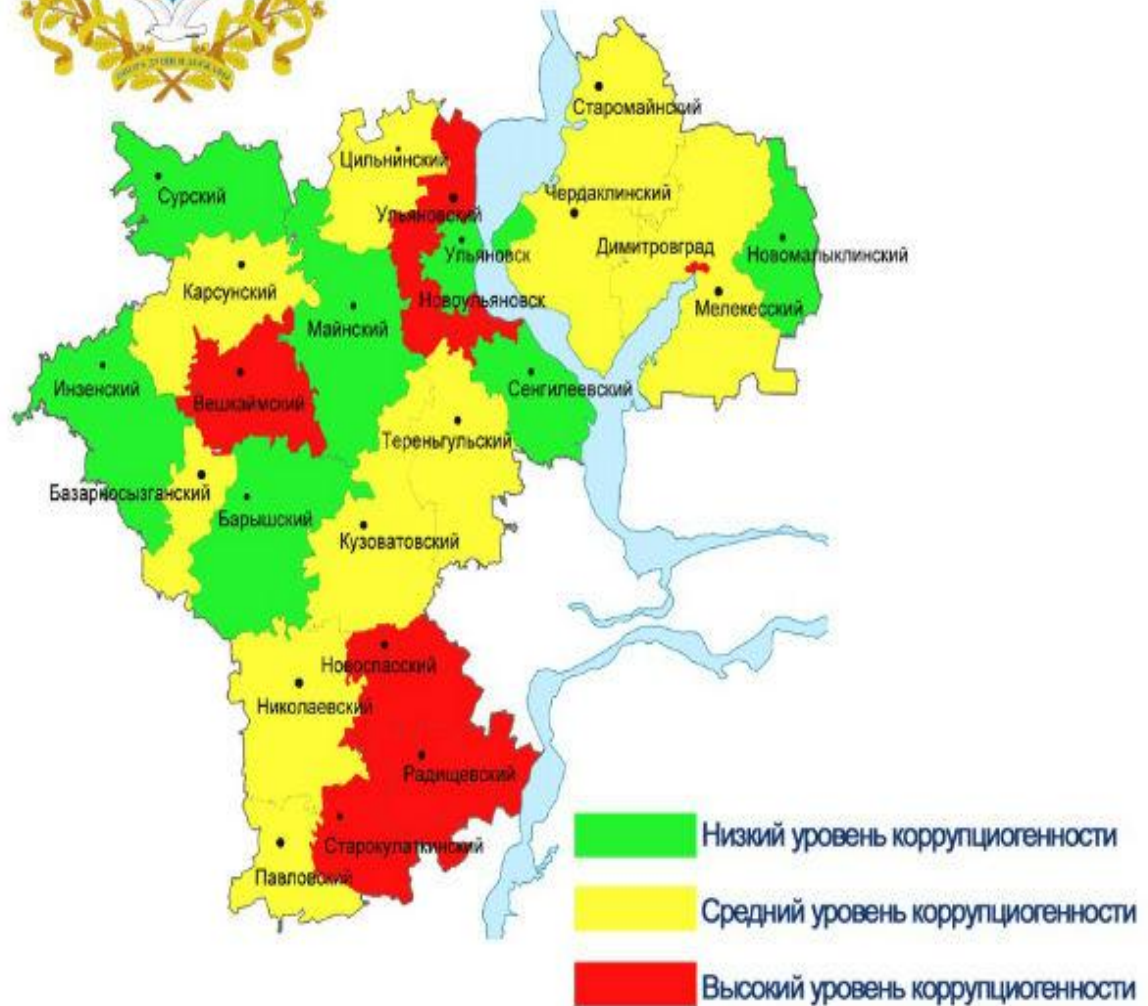 Старомайнский
Цильнинский
Сурский
Чердаклинский
Ульяновский
Димитровград
Ульяновск
Новомалыклинский
Карсунский
Новоульяновск
Мелекесский
Майнский
Инзенский
Сенгилеевский
Вешкаймский
Тереньгульский
Базарносызганский
Барышский
Кузоватовский
Новоспасский
Николаевский
Радищевский
Старокулаткинский
Павловский
Низкий уровень коррупциогенности
Средний уровень коррупциогенности
Высокий уровень коррупциогенности